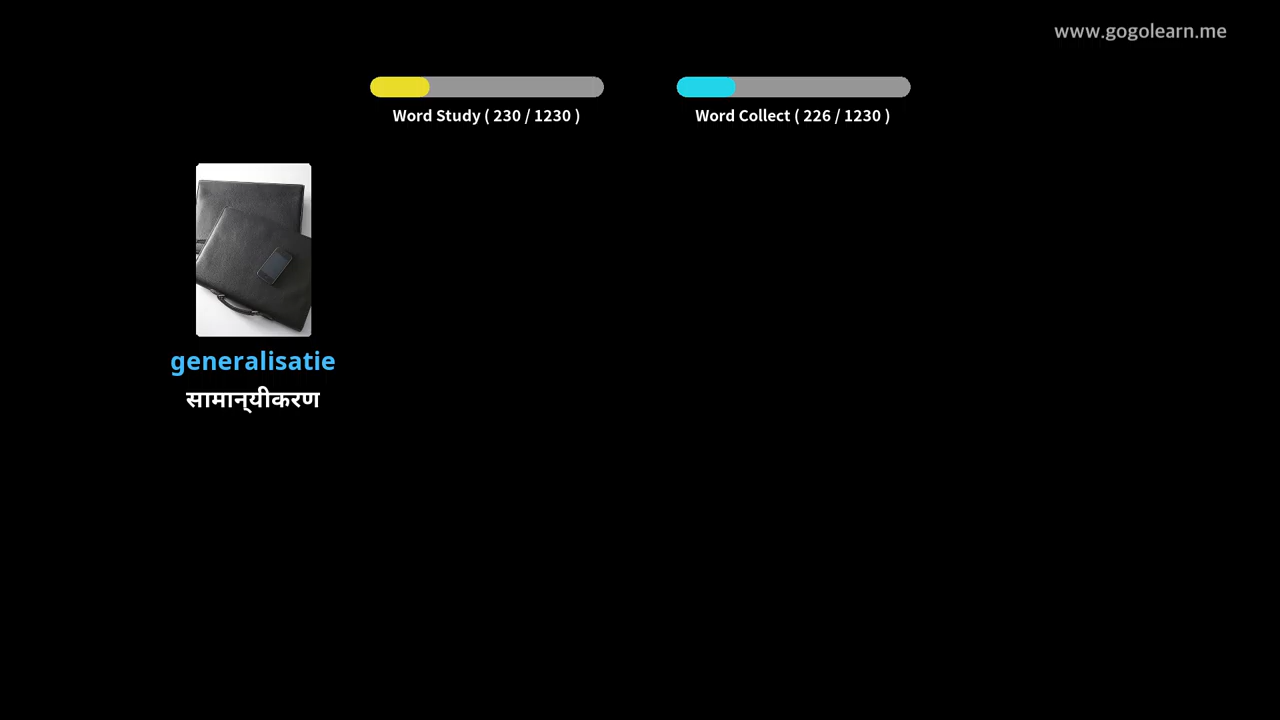 www.gogolearn.me
Word Study ( 230 / 1230 )
Word Collect ( 226 / 1230 )
generalisatie
सामान्यीकरण